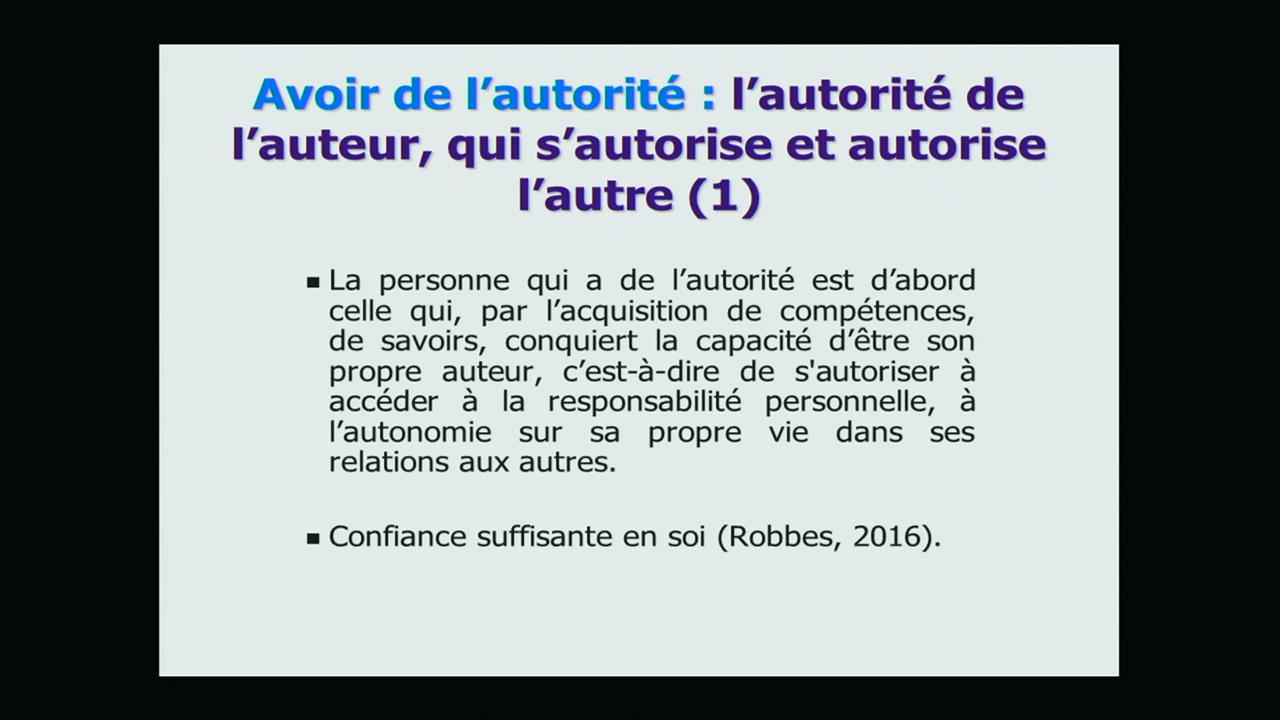 Avoir de l’autorité : l’autorité de
l’auteur, qui s’autorise et autorise
l’autre (1)
▪ La personne qui a de l’autorité est d’abord
celle qui, par l’acquisition de compétences,
de savoirs, conquiert la capacité d’être son
propre auteur, c’est-à-dire de s'autoriser à
accéder à la responsabilité personnelle, à
l’autonomie sur sa propre vie dans ses
relations aux autres.
▪ Confiance suffisante en soi (Robbes, 2016).